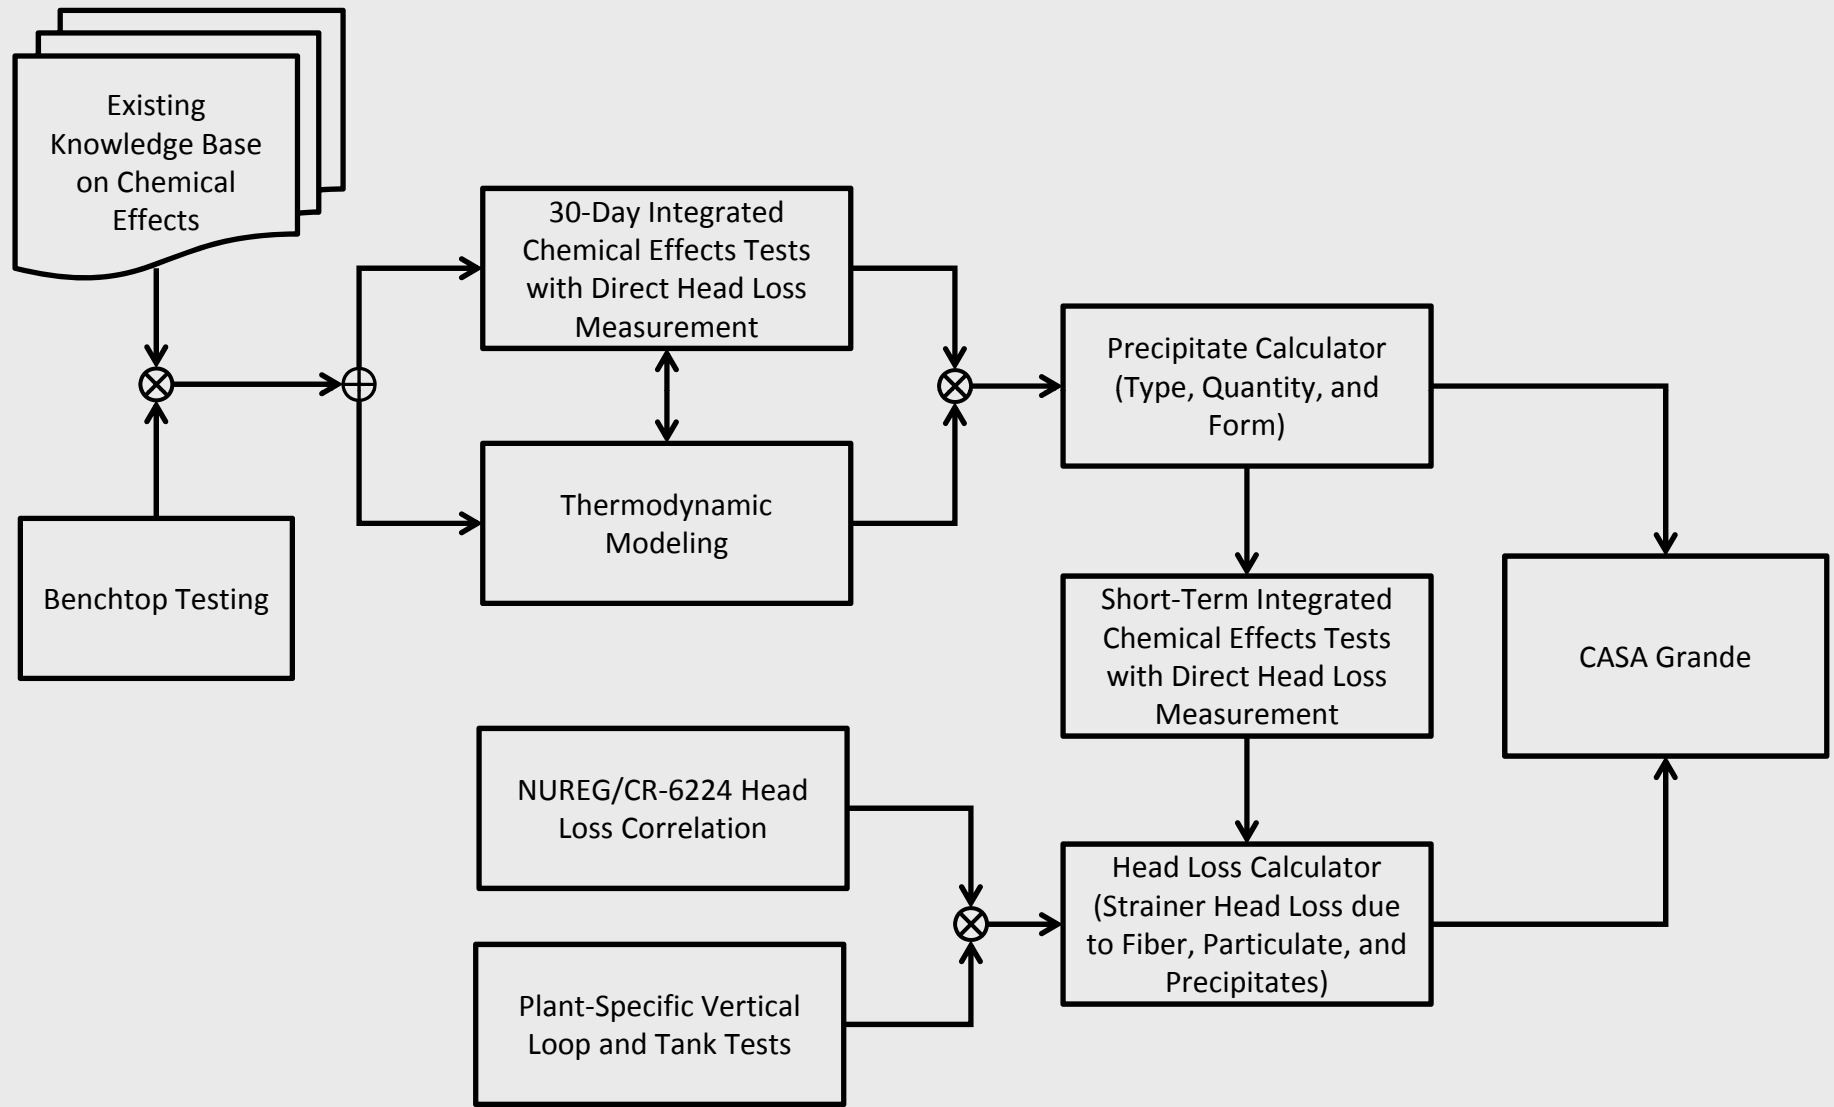 Existing
Knowledge Base
on Chemical
Effects
Benchtop Testing
30-Day Integrated
Chemical Effects Tests
with Direct Head Loss
Measurement
Thermodynamic
Modeling
NUREG/CR-6224 Head
Loss Correlation
Plant-Specific Vertical
Loop and Tank Tests
Precipitate Calculator
(Type, Quantity, and
Form)
Short-Term Integrated
Chemical Effects Tests
with Direct Head Loss
Measurement
Head Loss Calculator
(Strainer Head Loss due
to Fiber, Particulate, and
Precipitates)
CASA Grande